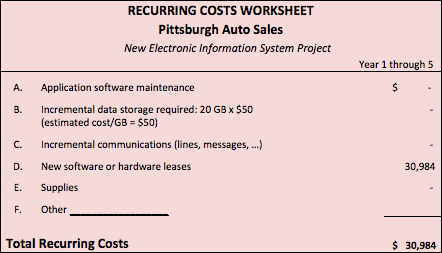 RECURRING COSTS WORKSHEET
Pittsburgh Auto Sales
New Electronic Information System Project
Year 1 through 5
A. Application software maintenance $ -
B. Incremental data storage required: 20 GB x $50 -
(estimated cost/GB = $50)
C. Incremental communications (lines, messages, ...) -
D. New software or hardware leases 30,984
E. Supplies -
F. Other ___________________
Total Recurring Costs $ 30,984